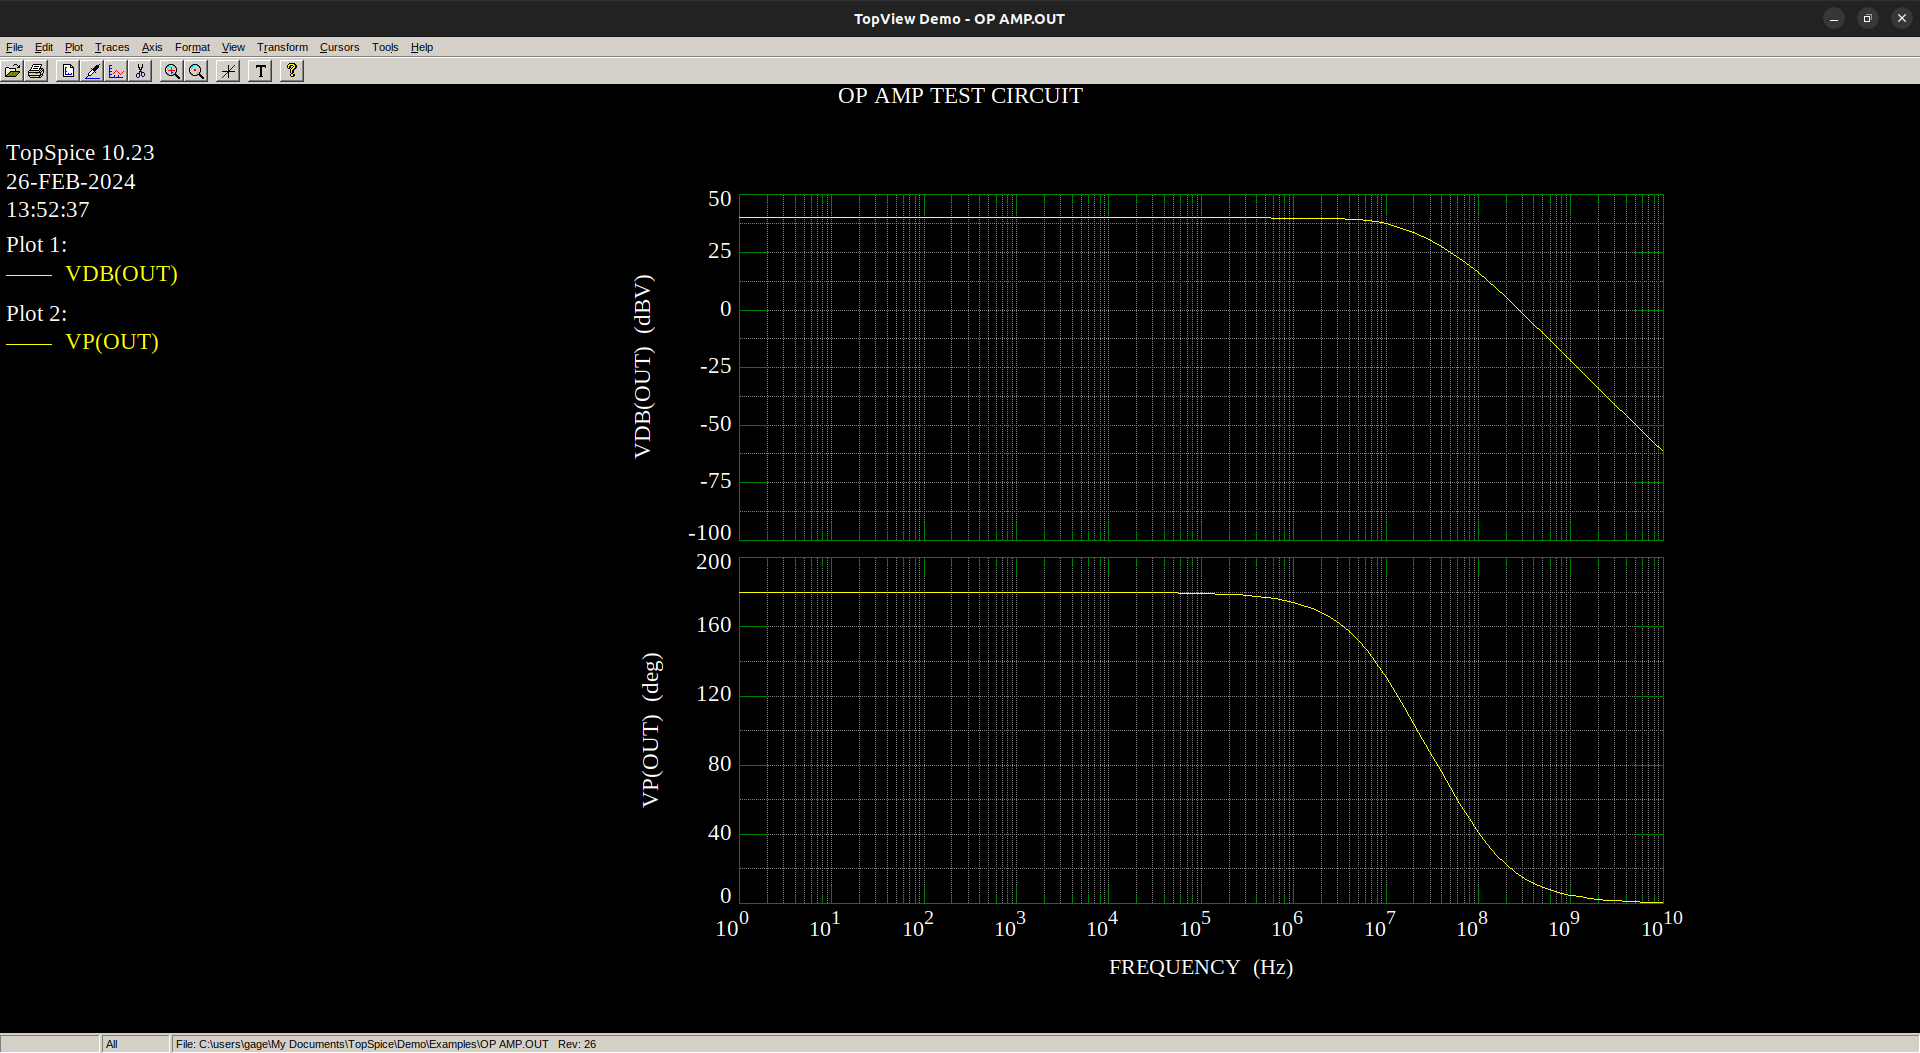 TopView Demo - OP AMP.OUT
File Edit Plot Traces Axis Format View Transform Cursors Tools Help
T ?
OP AMP TEST CIRCUIT
TopSpice 10.23
26-FEB-2024
13:52:37
Plot 1:
VDB(OUT)
Plot 2:
VP(OUT)
VDB(OUT) (dBV)
50
25
0
-25
-50
-75
-100
VP(OUT) (deg)
200
160
120
80
40
0
10^0 10^1 10^2 10^3 10^4 10^5 10^6 10^7 10^8 10^9 10^10
FREQUENCY (Hz)
All File: C:\users\gage\My Documents\TopSpice\Demo\Examples\OP AMP.OUT Rev: 26